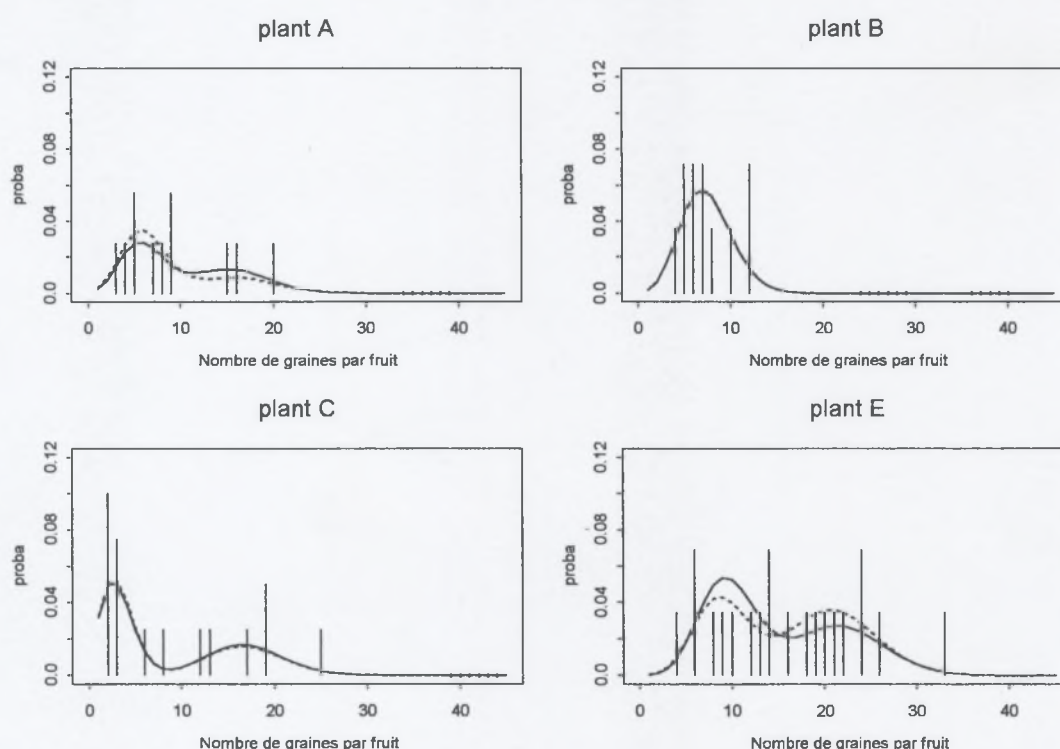 plant A
plant B
0.12
0.08
0.04
0.0
proba
0 10 20 30 40
Nombre de graines par fruit
0.12
0.08
0.04
0.0
proba
0 10 20 30 40
Nombre de graines par fruit
plant C
plant E
0.12
0.08
0.04
0.0
proba
0 10 20 30 40
Nombre de graines par fruit
0.12
0.08
0.04
0.0
proba
0 10 20 30 40
Nombre de graines par fruit